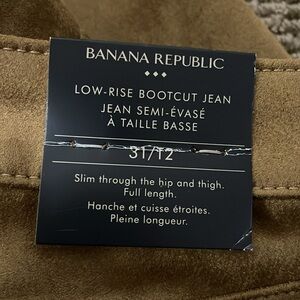 BANANA REPUBLIC
LOW-RISE BOOTCUT JEAN
JEAN SEMI-ÉVASÉ
À TAILLE BASSE
31/12
Slim through the hip and thigh.
Full length.
Hanche et cuisse étroites.
Pleine longueur.